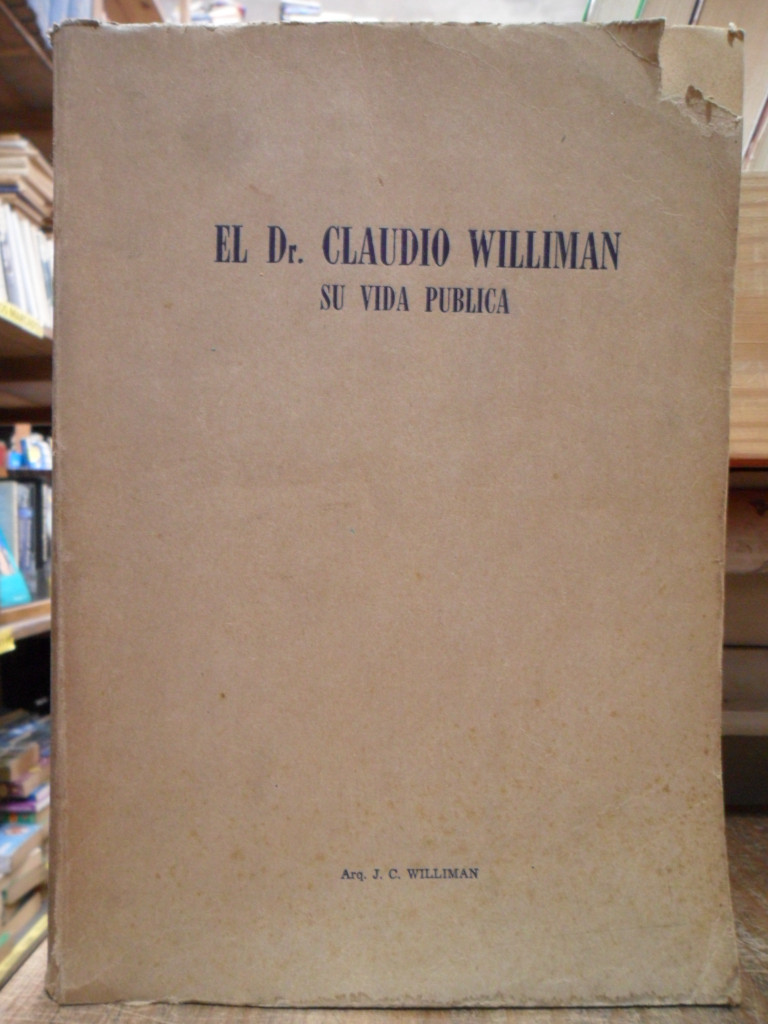 EL Dr. CLAUDIO WILLIMAN
SU VIDA PUBLICA
Arq. J. C. WILLIMAN